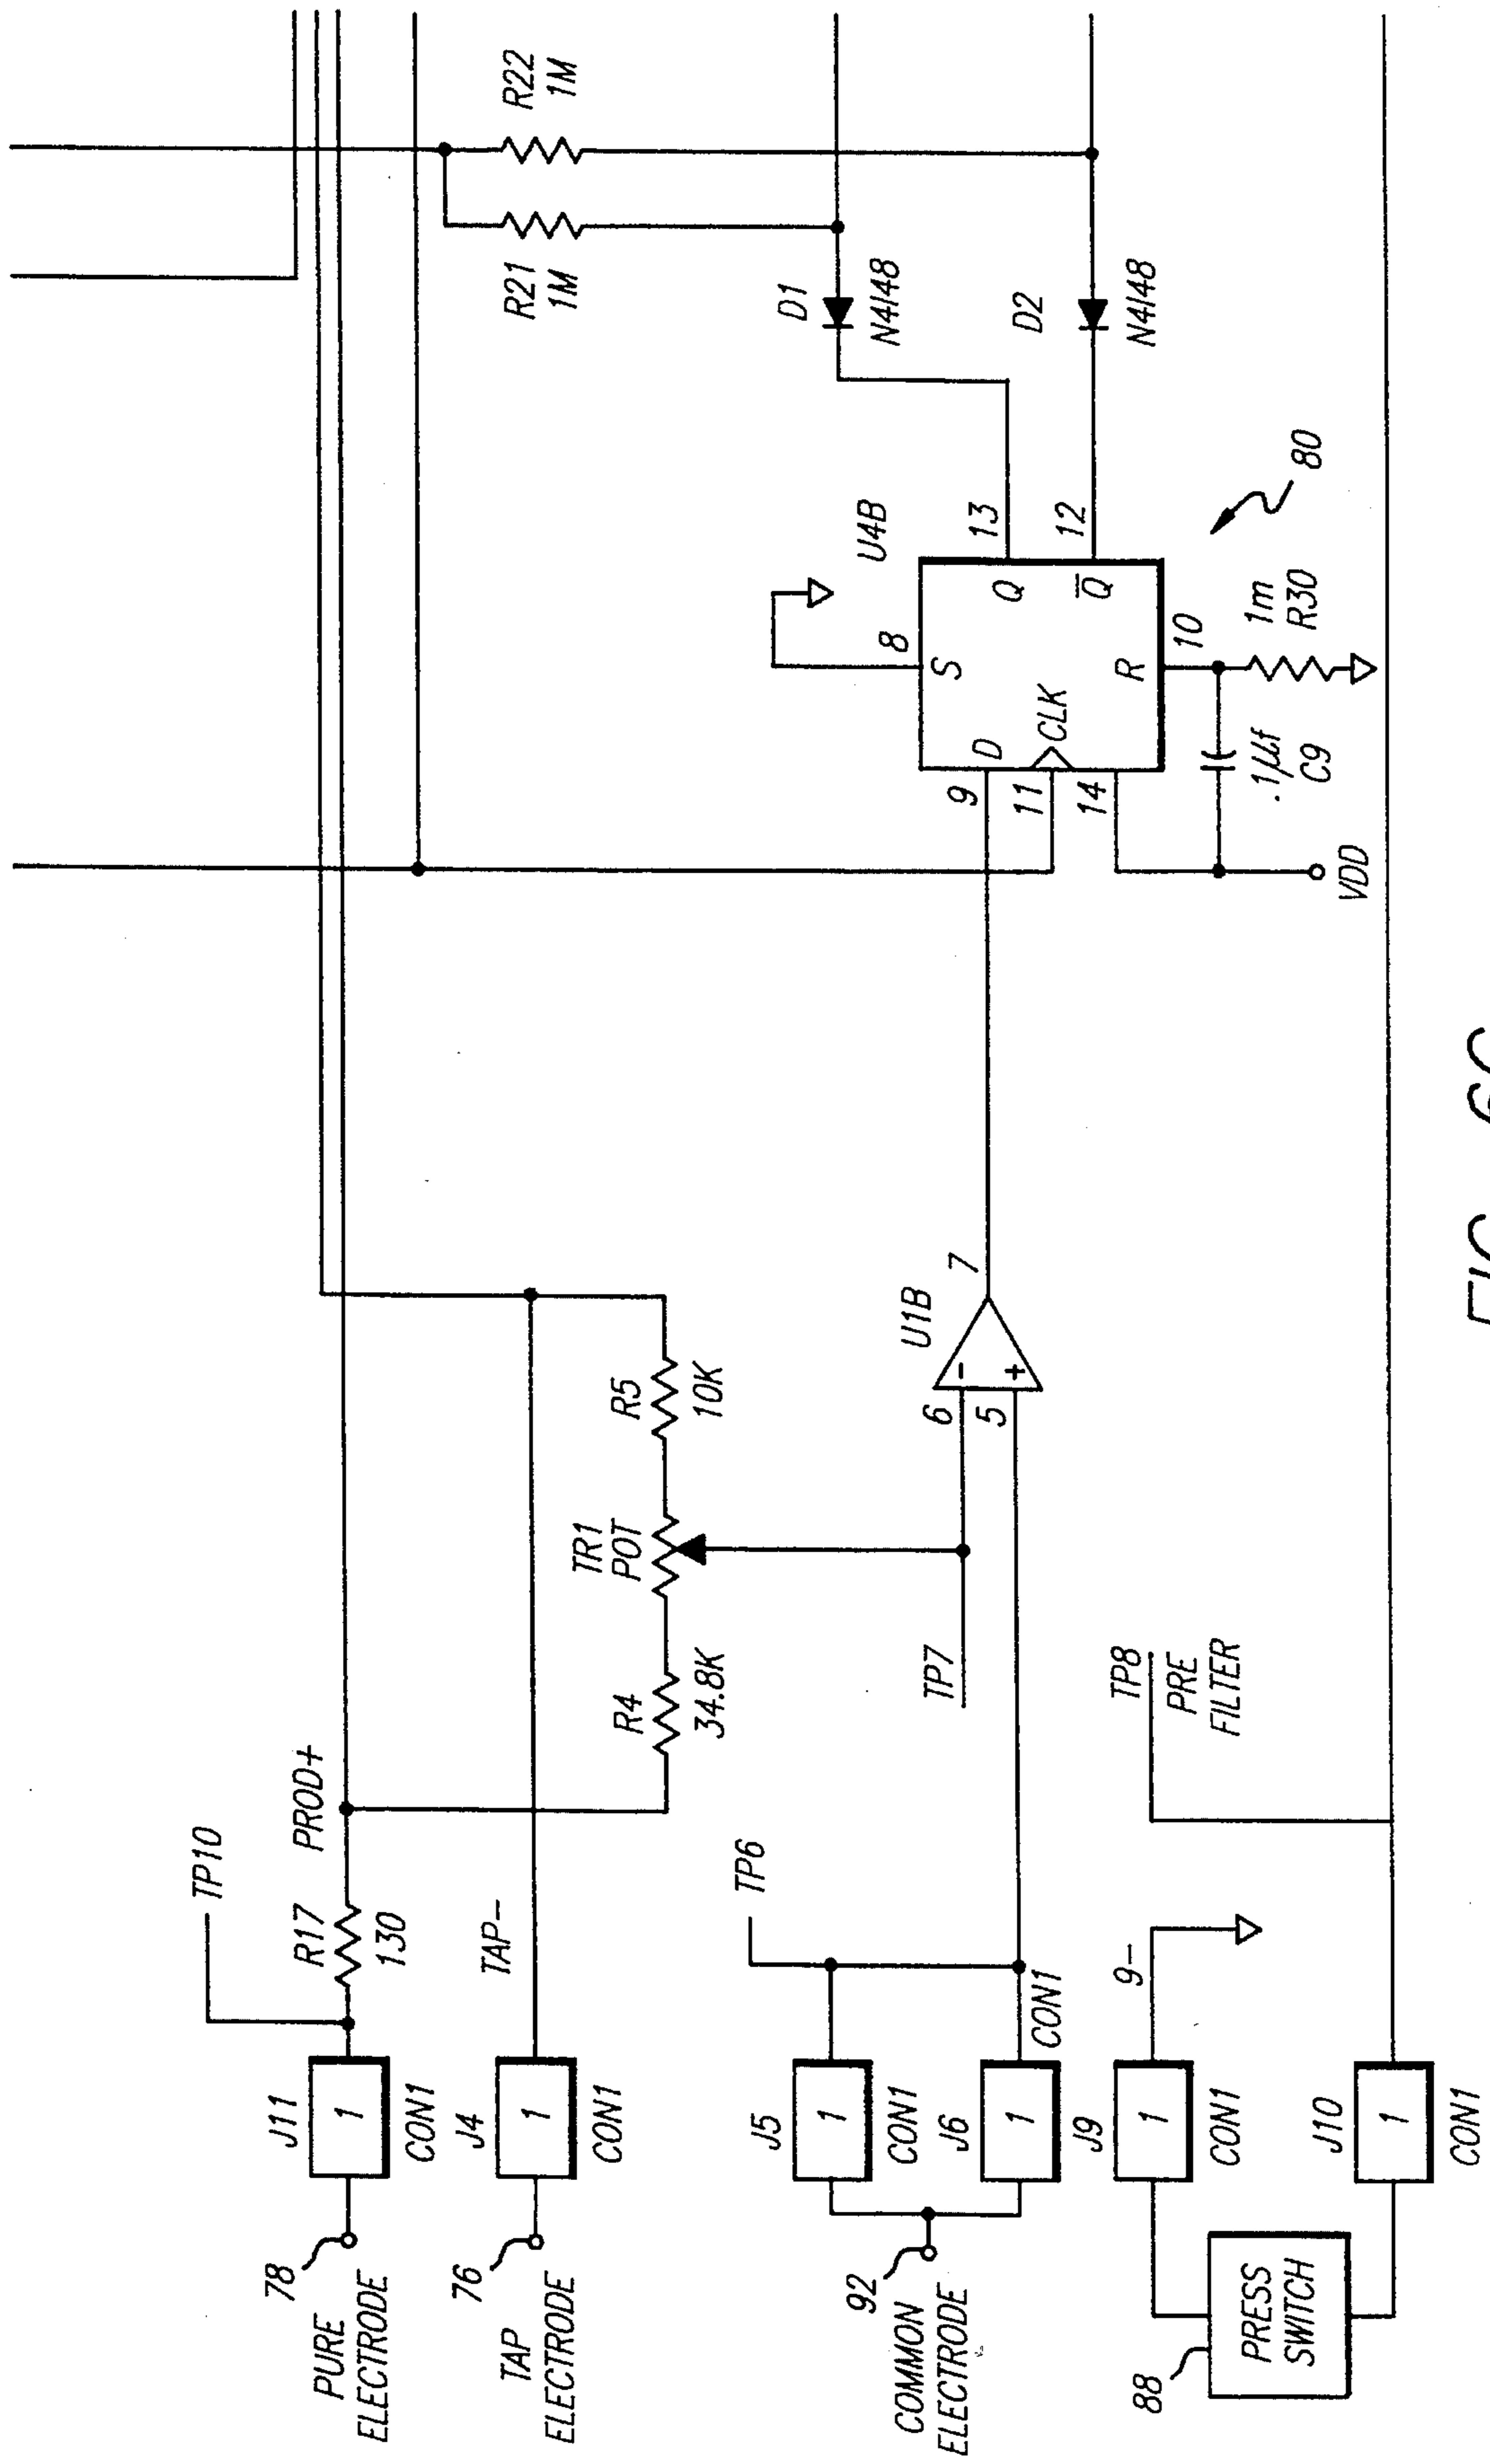 R22
1M
R21
1M
D1
N4148
D2
N4148
U4B
8
S
13
Q
12
Q̅
9
D
11
CLK
14
R
10
1m
R30
.1µf
C9
VDD
80
U1B
7
6
-
5
+
R5
10K
TR1
POT
R4
34.8K
TP7
TP8
PRE
FILTER
PROD+
TP10
R17
130
TAP-
TP6
CON1
9-
J11
1
CON1
J4
1
CON1
J5
1
CON1
J6
1
J9
1
CON1
J10
1
CON1
78
PURE
ELECTRODE
76
TAP
ELECTRODE
92
COMMON
ELECTRODE
88
PRESS
SWITCH